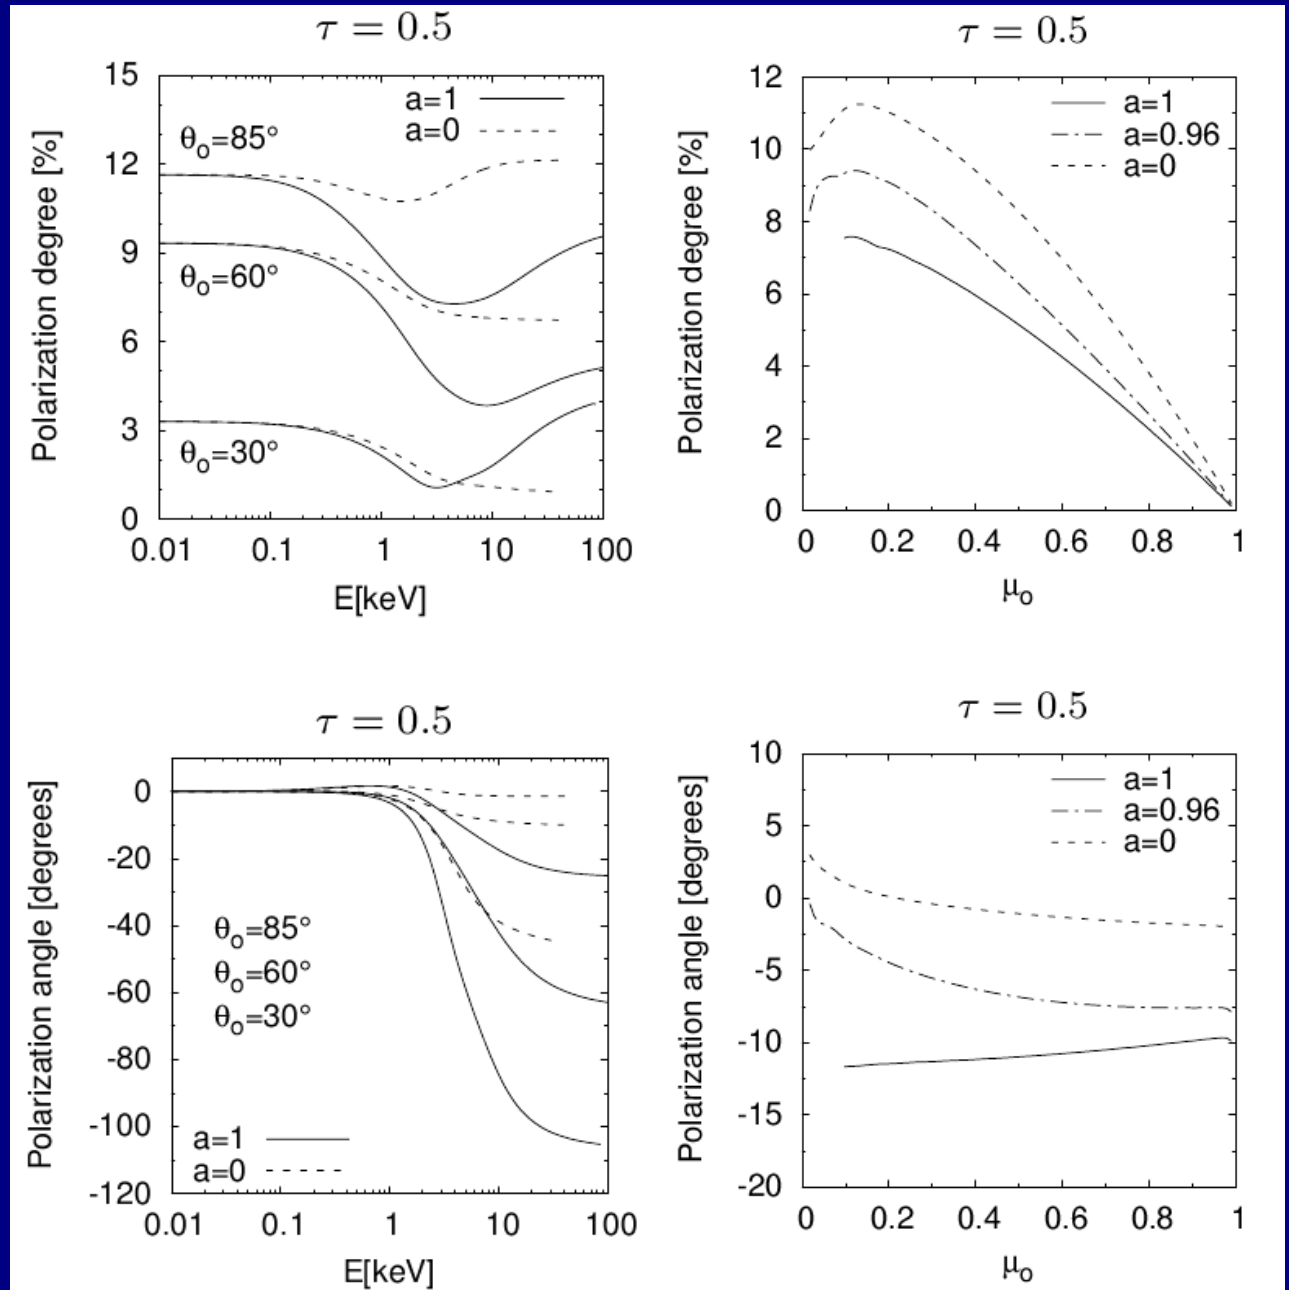 τ = 0.5
15
12
9
6
3
0
Polarization degree [%]
a=1
a=0
θo=85°
θo=60°
θo=30°
0.01 0.1 1 10 100
E[keV]
τ = 0.5
12
10
8
6
4
2
0
Polarization degree [%]
a=1
a=0.96
a=0
0 0.2 0.4 0.6 0.8 1
μo
τ = 0.5
0
-20
-40
-60
-80
-100
-120
Polarization angle [degrees]
θo=85°
θo=60°
θo=30°
a=1
a=0
0.01 0.1 1 10 100
E[keV]
τ = 0.5
10
5
0
-5
-10
-15
-20
Polarization angle [degrees]
a=1
a=0.96
a=0
0 0.2 0.4 0.6 0.8 1
μo